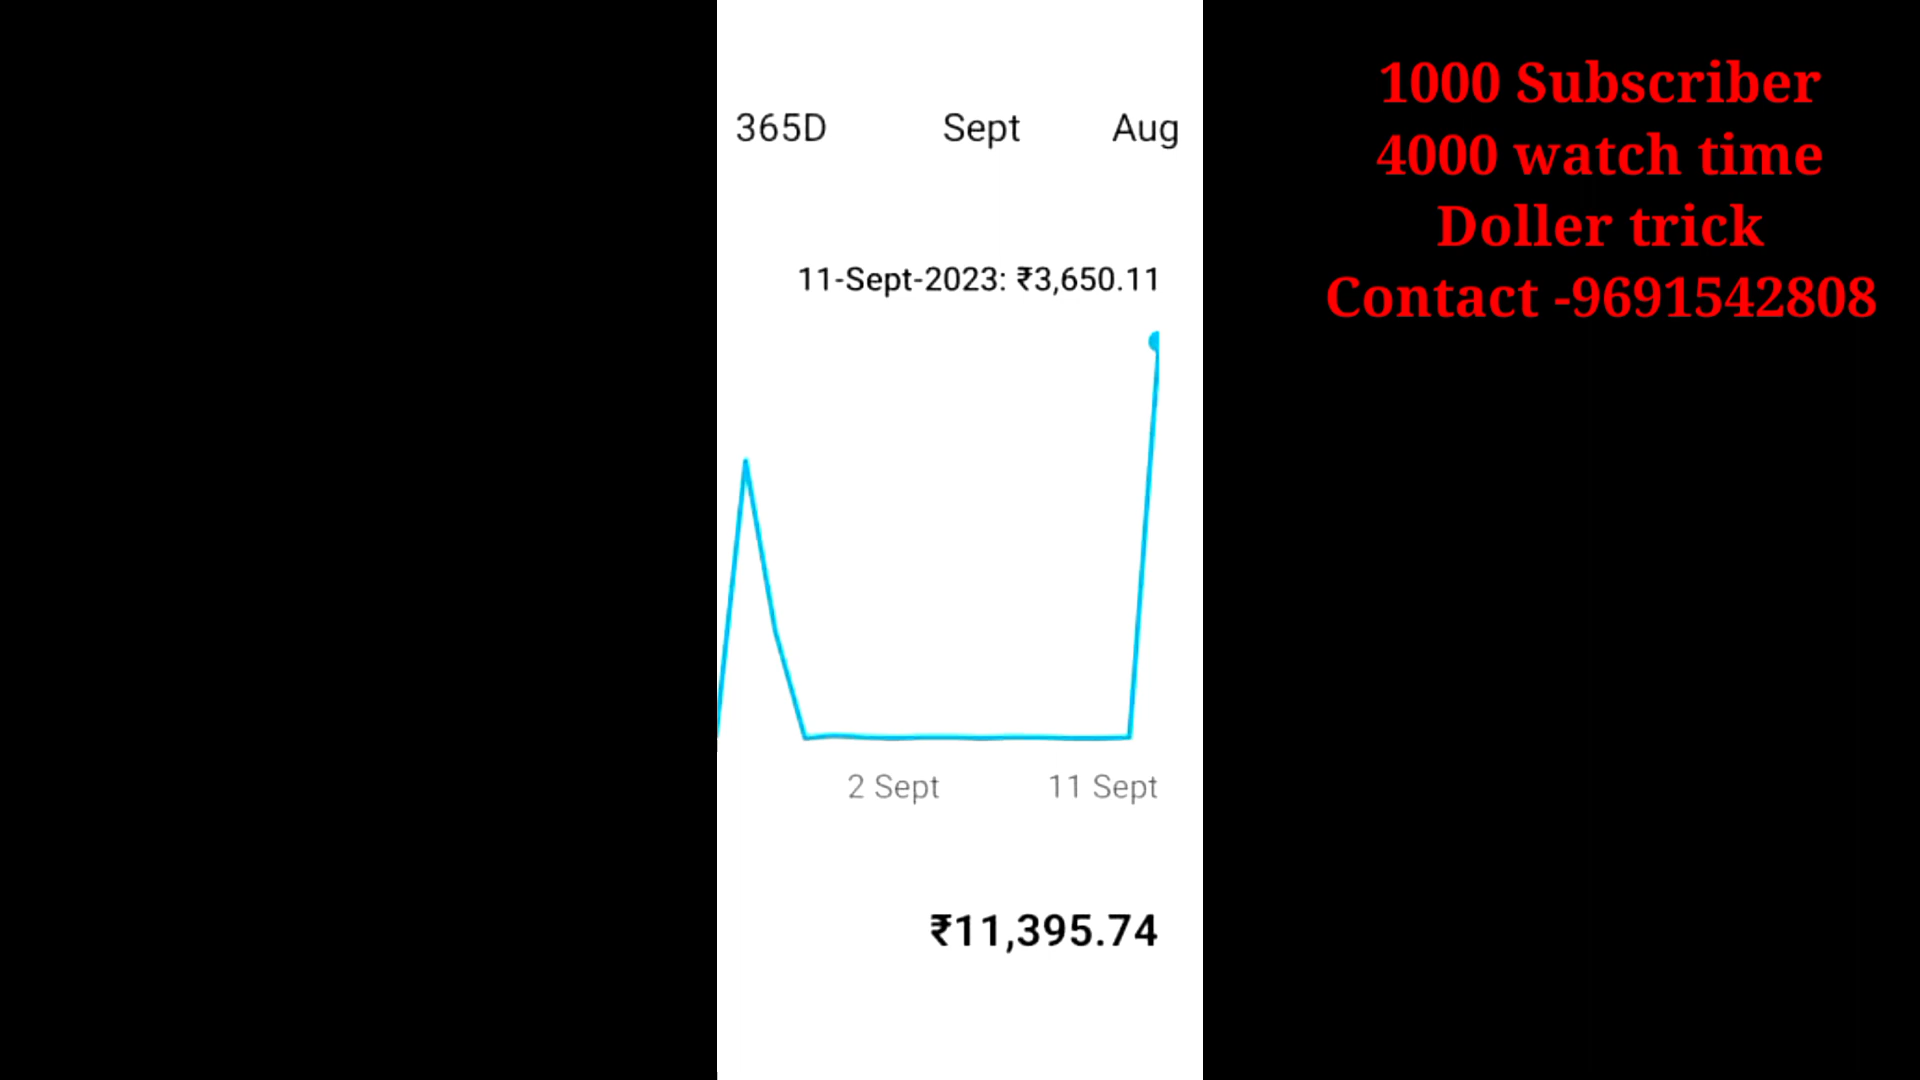 365D Sept Aug
11-Sept-2023: ₹3,650.11
2 Sept 11 Sept
₹11,395.74
1000 Subscriber
4000 watch time
Doller trick
Contact -9691542808